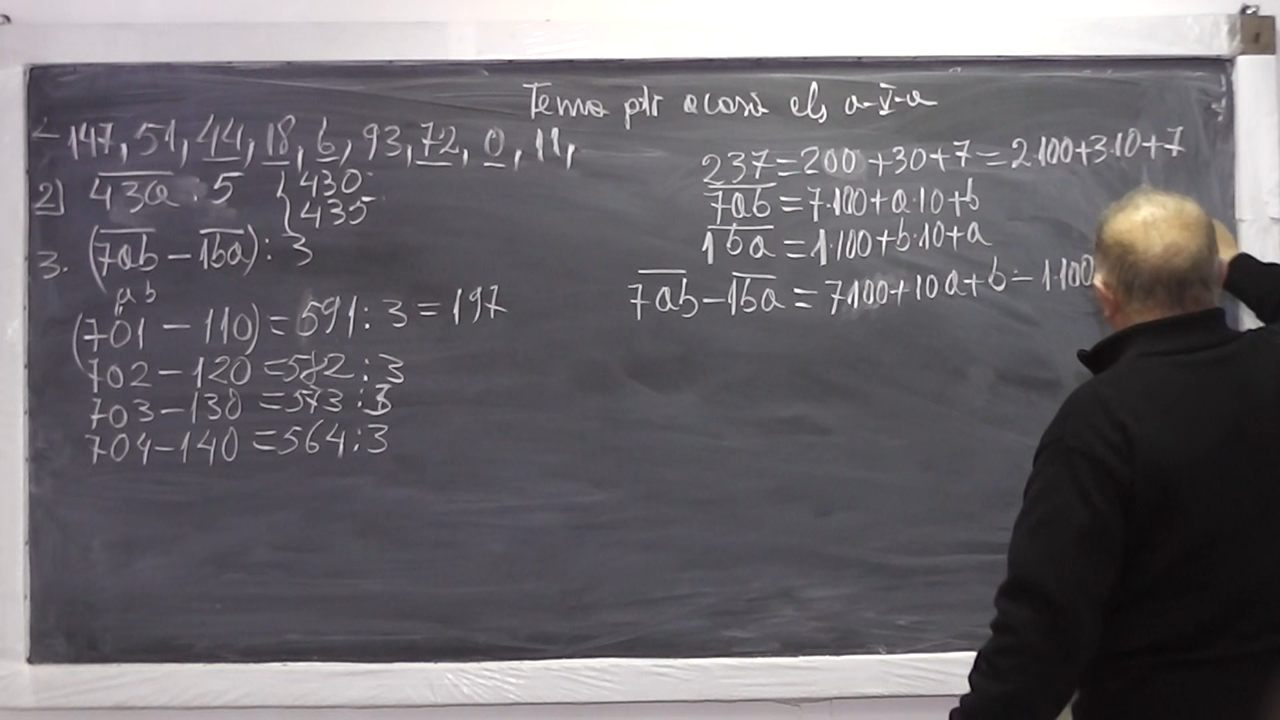 Tema ptr acasă cls a-V-a
147, 51, 44, 18, 6, 93, 72, 0, 11,
2) 43a : 5 { 430 435
3. (7ab - 1ba) : 3
a b
(701 - 110) = 591 : 3 = 197
702 - 120 = 582 : 3
703 - 130 = 573 : 3
704 - 140 = 564 : 3
237 = 200 + 30 + 7 = 2·100 + 3·10 + 7
7ab = 7·100 + a·10 + b
1ba = 1·100 + b·10 + a
7ab - 1ba = 7·100 + 10a + b - 1·100